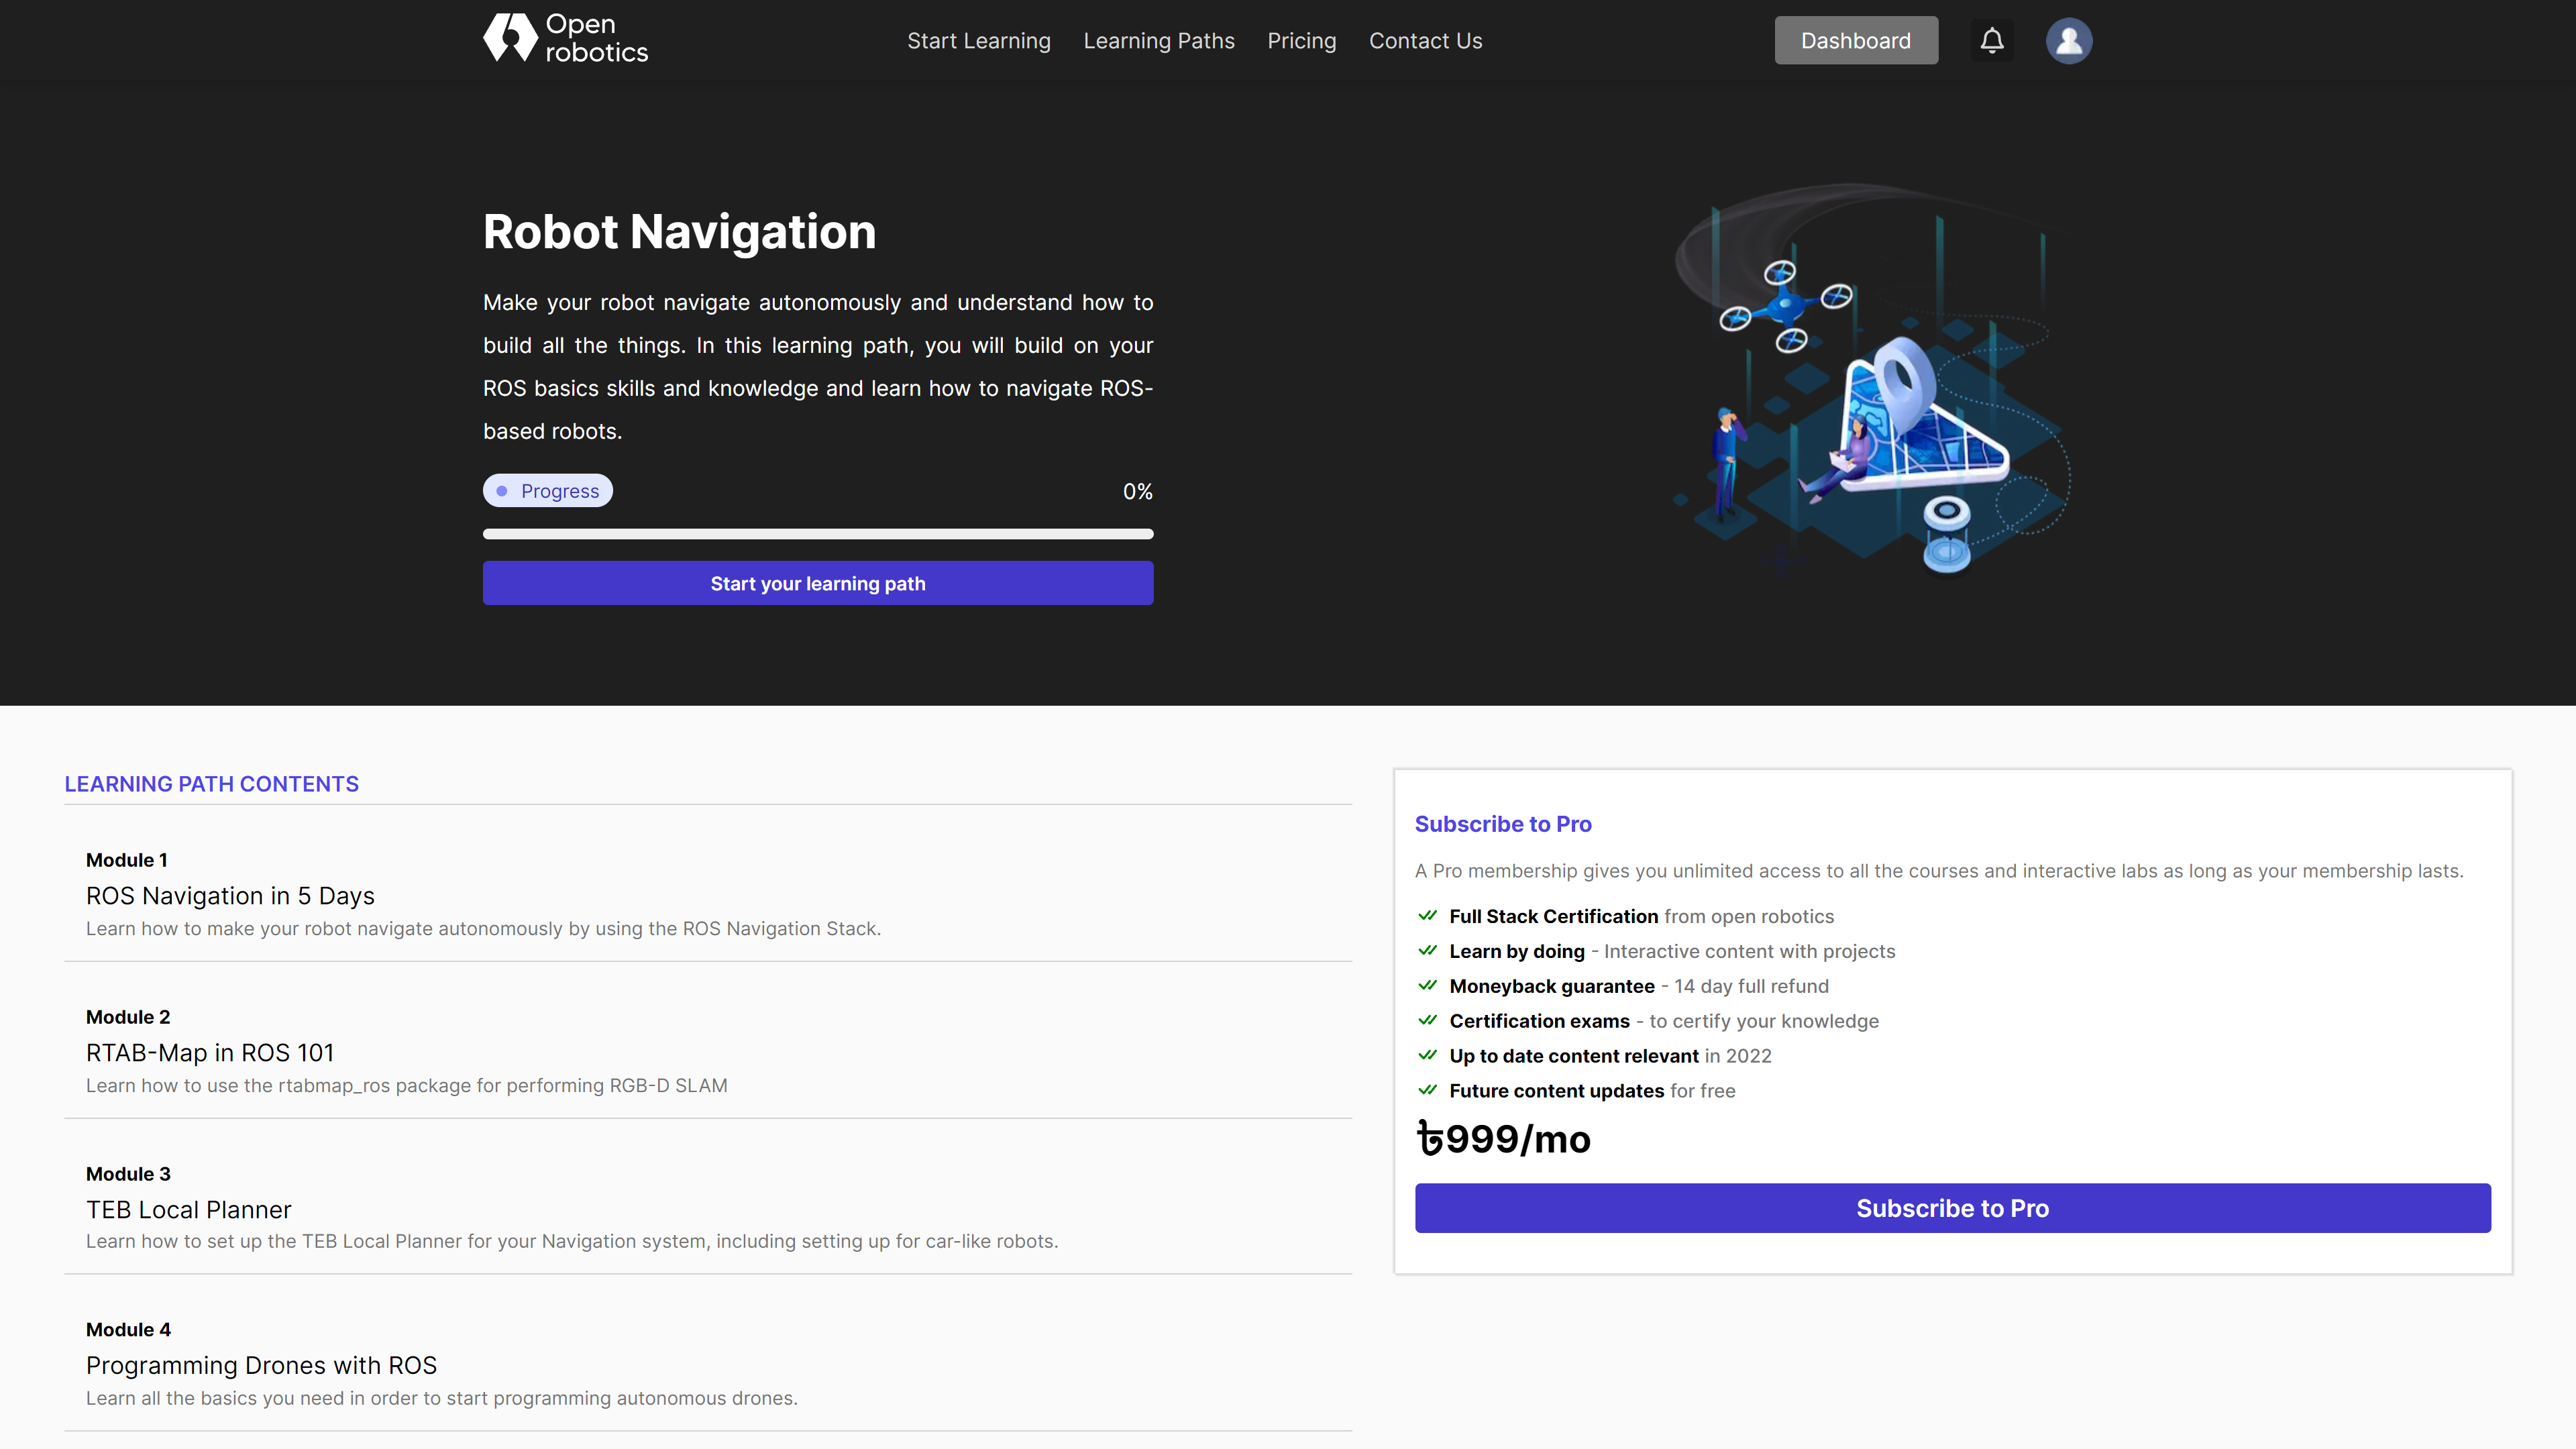 Open
robotics
Start Learning
Learning Paths
Pricing
Contact Us
Dashboard
Robot Navigation
Make your robot navigate autonomously and understand how to
build all the things. In this learning path, you will build on your
ROS basics skills and knowledge and learn how to navigate ROS-
based robots.
Progress
0%
Start your learning path
LEARNING PATH CONTENTS
Module 1
ROS Navigation in 5 Days
Learn how to make your robot navigate autonomously by using the ROS Navigation Stack.
Module 2
RTAB-Map in ROS 101
Learn how to use the rtabmap_ros package for performing RGB-D SLAM
Module 3
TEB Local Planner
Learn how to set up the TEB Local Planner for your Navigation system, including setting up for car-like robots.
Module 4
Programming Drones with ROS
Learn all the basics you need in order to start programming autonomous drones.
Subscribe to Pro
A Pro membership gives you unlimited access to all the courses and interactive labs as long as your membership lasts.
Full Stack Certification from open robotics
Learn by doing - Interactive content with projects
Moneyback guarantee - 14 day full refund
Certification exams - to certify your knowledge
Up to date content relevant in 2022
Future content updates for free
৳999/mo
Subscribe to Pro